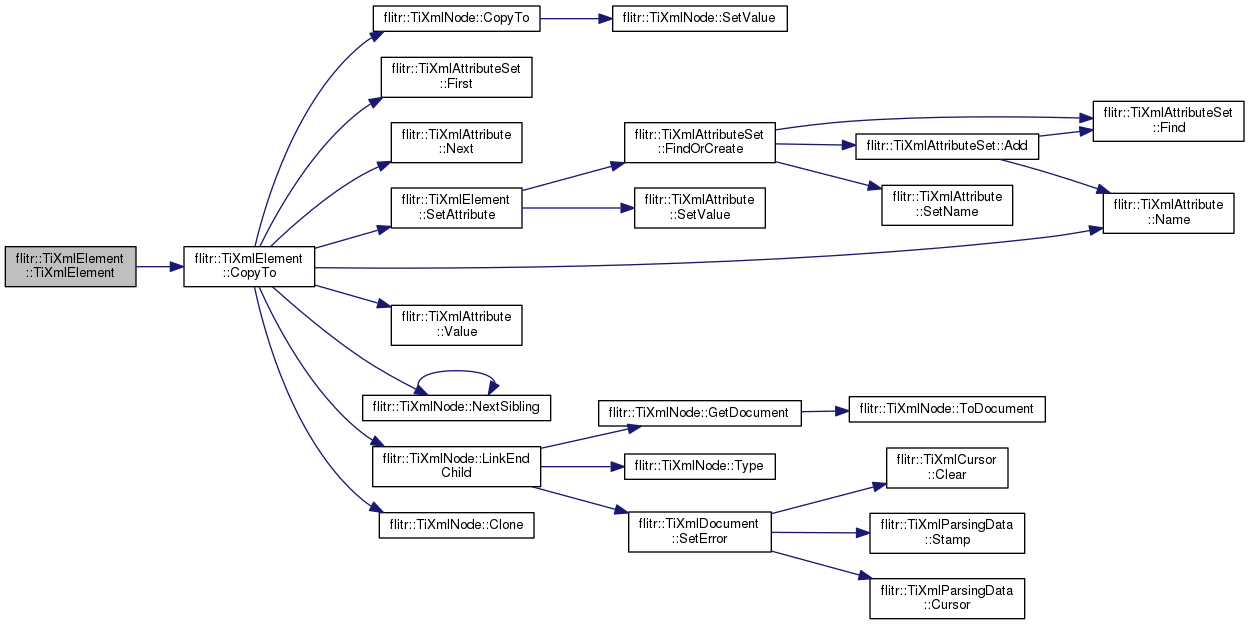 flitr::TiXmlElement
::TiXmlElement
flitr::TiXmlElement
::CopyTo
flitr::TiXmlNode::CopyTo
flitr::TiXmlNode::SetValue
flitr::TiXmlAttributeSet
::First
flitr::TiXmlAttribute
::Next
flitr::TiXmlElement
::SetAttribute
flitr::TiXmlAttributeSet
::FindOrCreate
flitr::TiXmlAttribute
::SetValue
flitr::TiXmlAttributeSet::Add
flitr::TiXmlAttribute
::SetName
flitr::TiXmlAttributeSet
::Find
flitr::TiXmlAttribute
::Name
flitr::TiXmlAttribute
::Value
flitr::TiXmlNode::NextSibling
flitr::TiXmlNode::LinkEnd
Child
flitr::TiXmlNode::GetDocument
flitr::TiXmlNode::ToDocument
flitr::TiXmlNode::Type
flitr::TiXmlDocument
::SetError
flitr::TiXmlCursor
::Clear
flitr::TiXmlParsingData
::Stamp
flitr::TiXmlParsingData
::Cursor
flitr::TiXmlNode::Clone